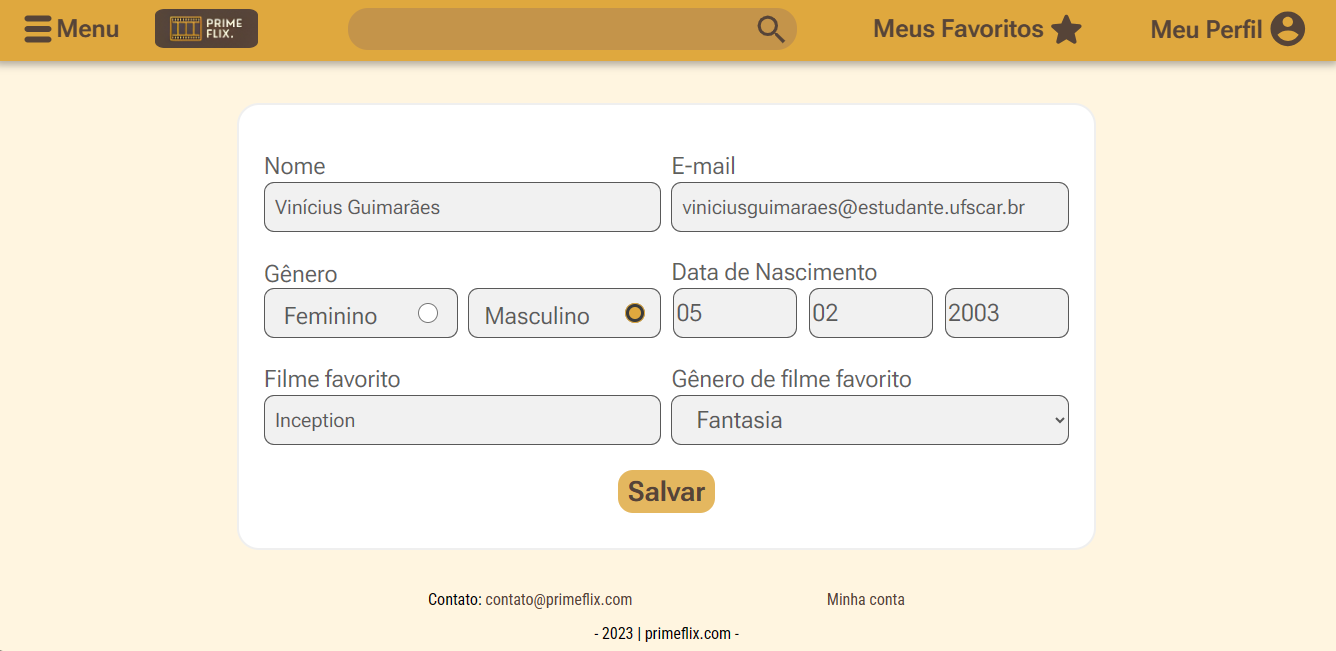 Menu
PRIME
FLIX.
Meus Favoritos
Meu Perfil
Nome
E-mail
Vinícius Guimarães
viniciusguimaraes@estudante.ufscar.br
Gênero
Data de Nascimento
Feminino
Masculino
05
02
2003
Filme favorito
Gênero de filme favorito
Inception
Fantasia
Salvar
Contato: contato@primeflix.com
Minha conta
- 2023 | primeflix.com -